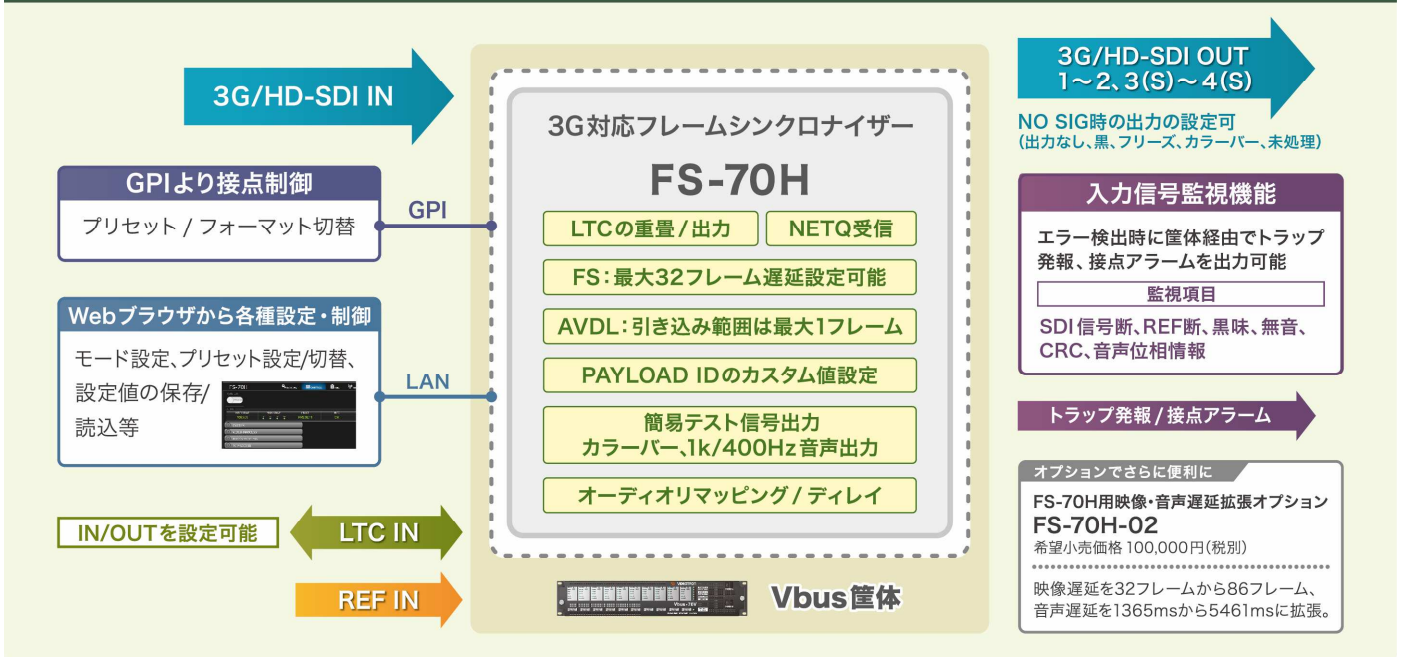 3G/HD-SDI IN
GPIより接点制御
プリセット / フォーマット切替
GPI
Webブラウザから各種設定・制御
モード設定、プリセット設定/切替、
設定値の保存/
読込等
FS-70H
LAN
IN/OUTを設定可能
LTC IN
REF IN
3G対応フレームシンクロナイザー
FS-70H
LTCの重畳/出力
NETQ受信
FS:最大32フレーム遅延設定可能
AVDL:引き込み範囲は最大1フレーム
PAYLOAD IDのカスタム値設定
簡易テスト信号出力
カラーバー、1k/400Hz音声出力
オーディオリマッピング/ディレイ
Vbus筐体
3G/HD-SDI OUT
1～2、3(S)～4(S)
NO SIG時の出力の設定可
(出力なし、黒、フリーズ、カラーバー、未処理)
入力信号監視機能
エラー検出時に筐体経由でトラップ
発報、接点アラームを出力可能
監視項目
SDI信号断、REF断、黒味、無音、
CRC、音声位相情報
トラップ発報/接点アラーム
オプションでさらに便利に
FS-70H用映像・音声遅延拡張オプション
FS-70H-02
希望小売価格 100,000円(税別)
映像遅延を32フレームから86フレーム、
音声遅延を1365msから5461msに拡張。